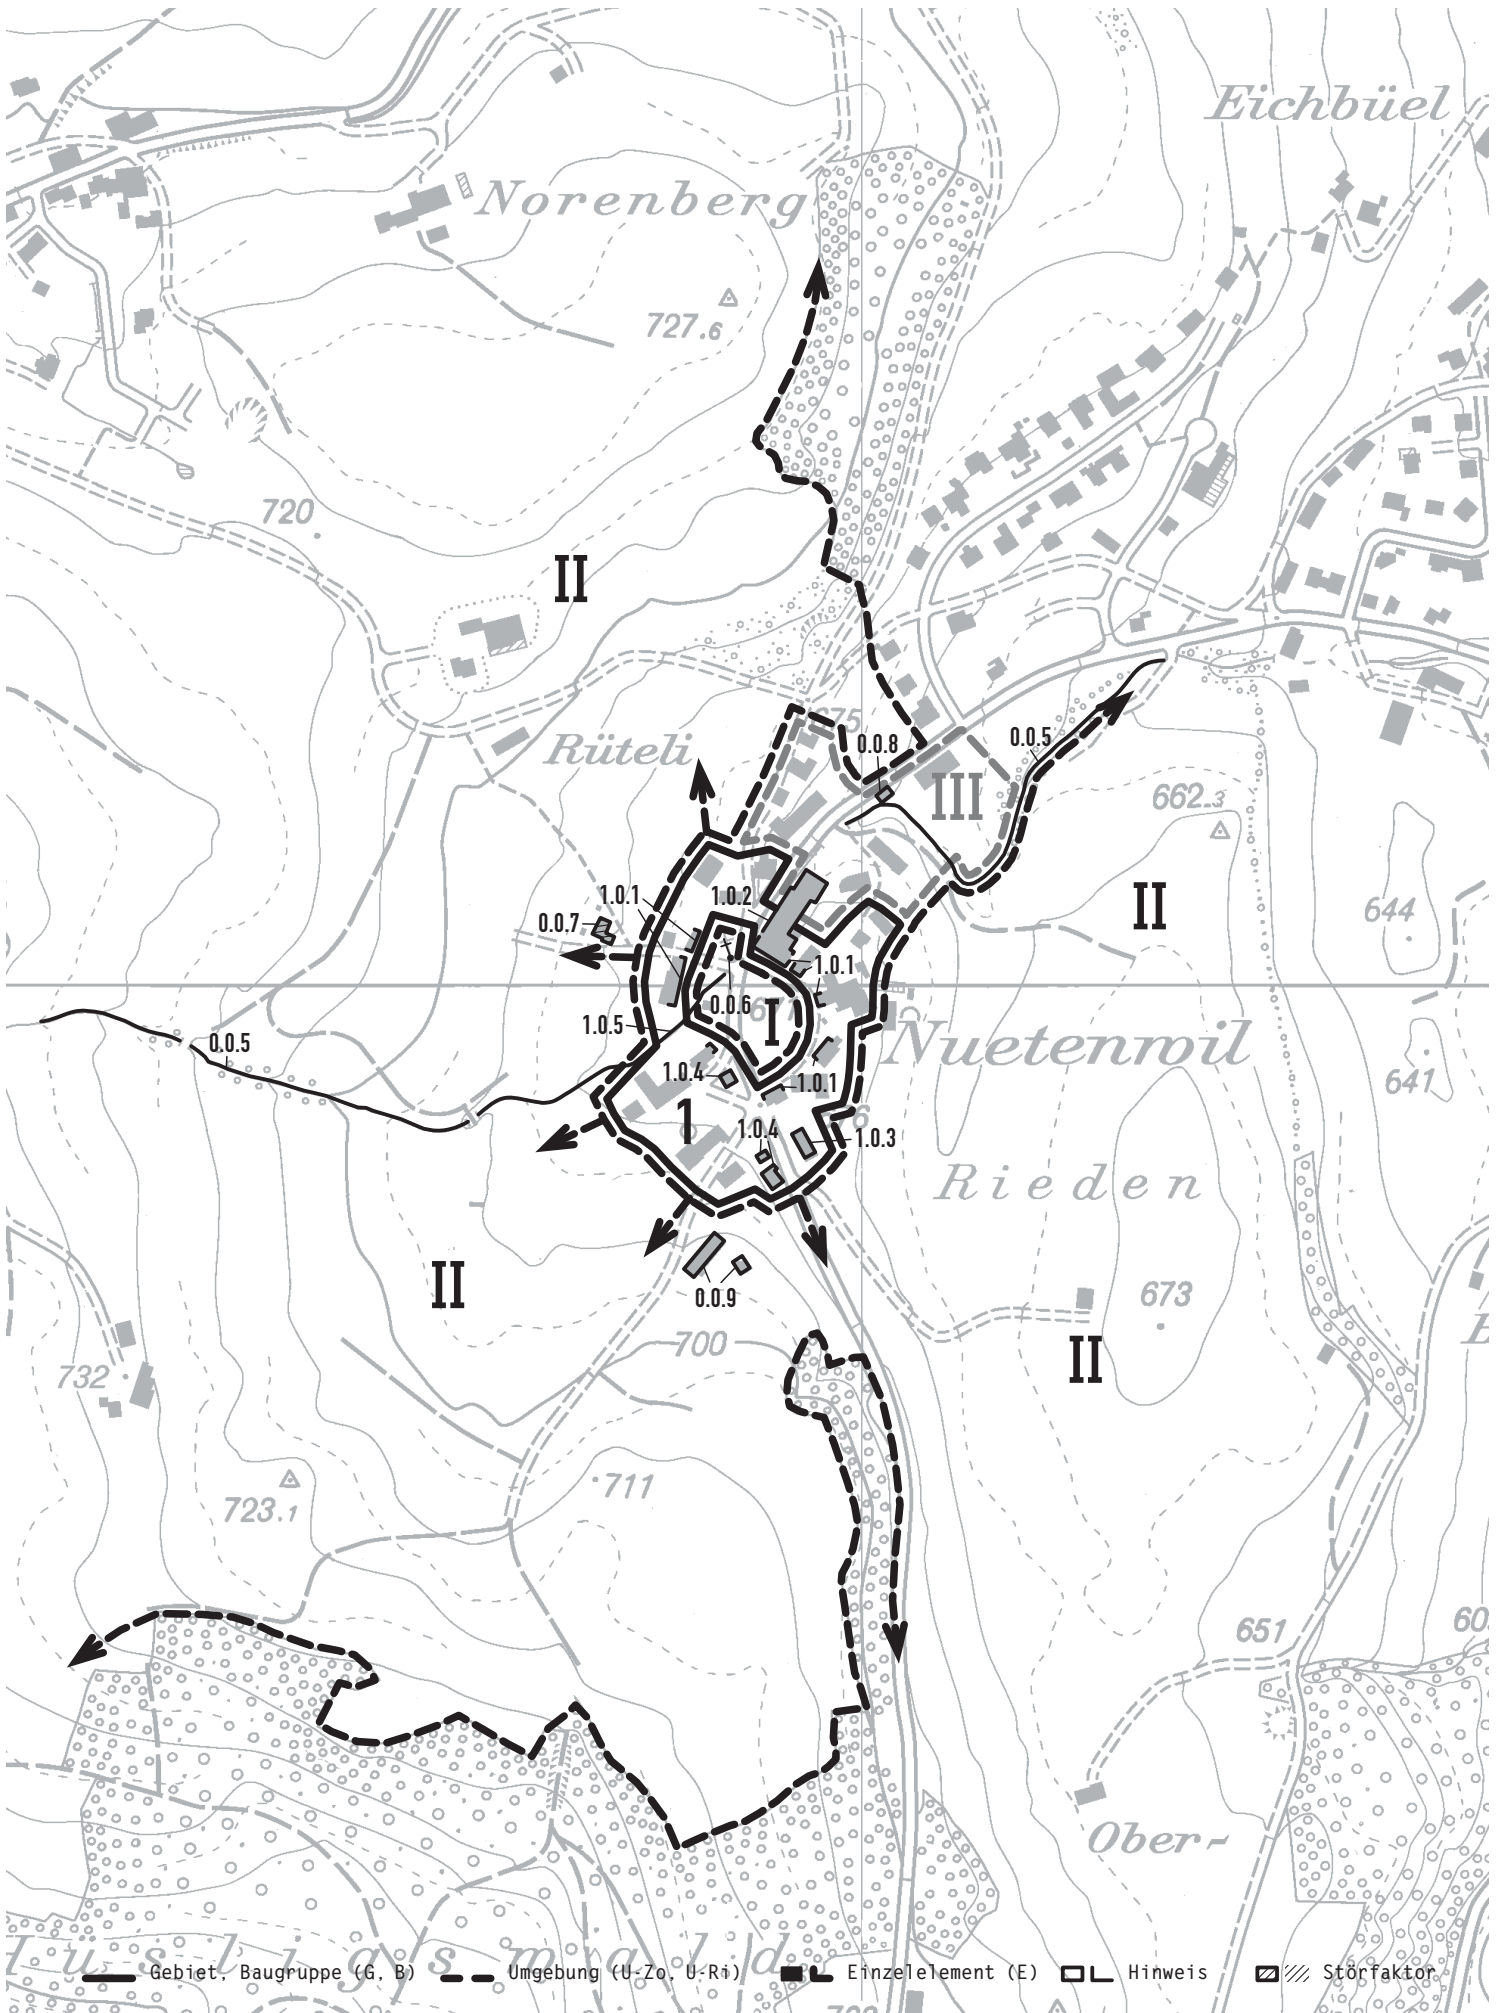 Eichbüel
Norenberg
727.6
720
II
Rüteli
675
0.0.8
0.0.5
III
662.3
II
1.0.1
1.0.2
0.0.7
644
1.0.1
0.0.6
I
1.0.5
0.0.5
Nuetenwil
1.0.4
1.0.1
641
1
1.0.4
1.0.3
Rieden
II
0.0.9
673
700
II
732
711
723.1
651
Ober-
Lüsligswald
Gebiet, Baugruppe (G, B)
Umgebung (U-Zo, U-Ri)
Einzelelement (E)
Hinweis
Störfaktor